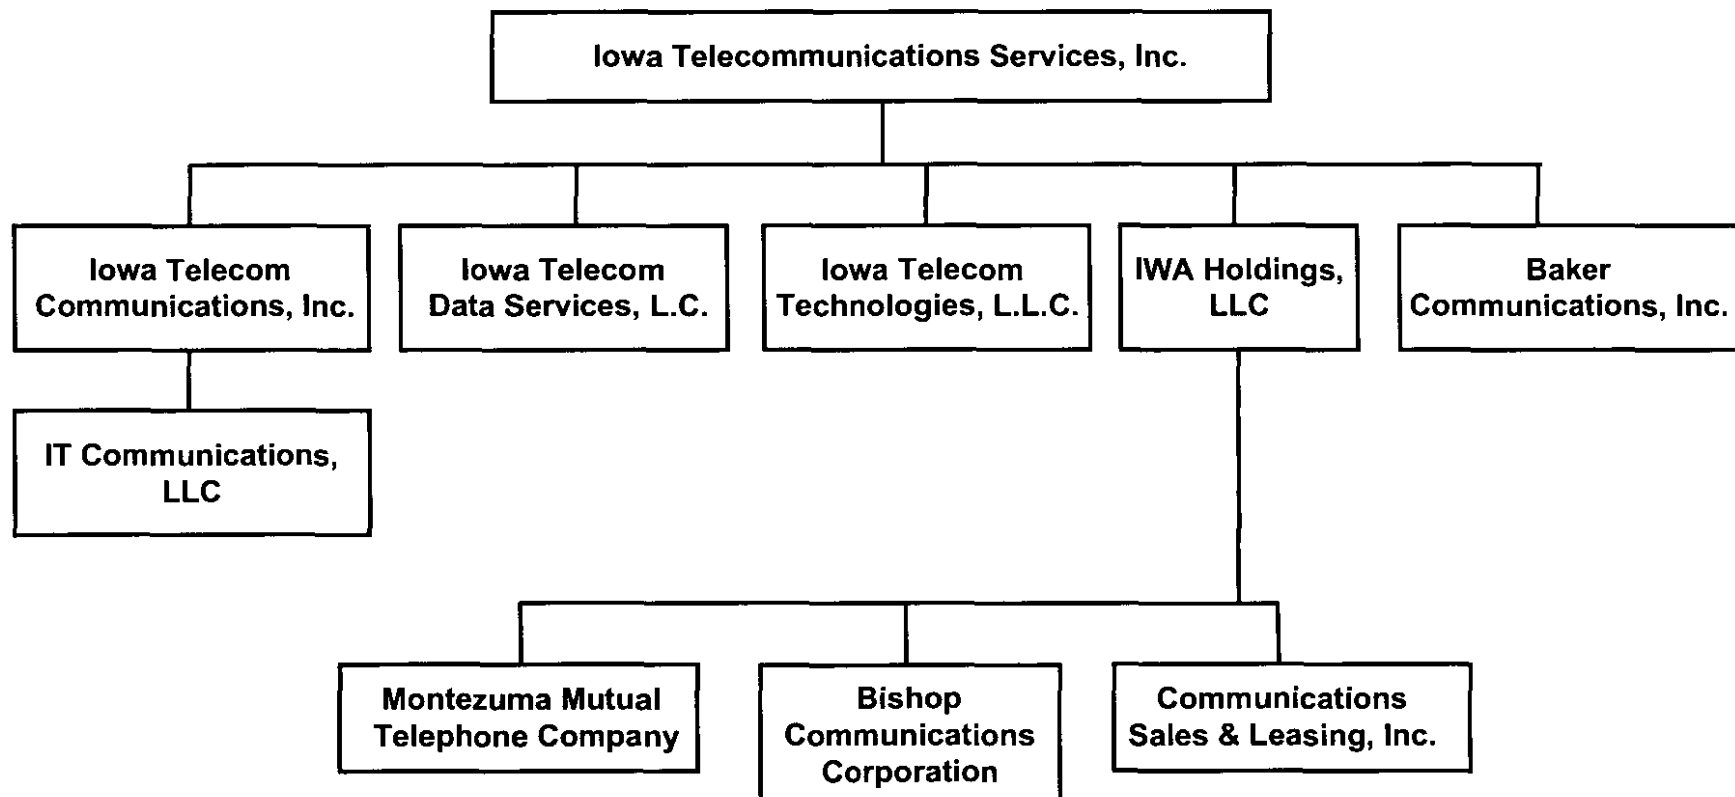 Iowa Telecommunications Services, Inc.
Iowa Telecom
Communications, Inc.
Iowa Telecom
Data Services, L.C.
Iowa Telecom
Technologies, L.L.C.
IWA Holdings,
LLC
Baker
Communications, Inc.
IT Communications,
LLC
Montezuma Mutual
Telephone Company
Bishop
Communications
Corporation
Communications
Sales & Leasing, Inc.